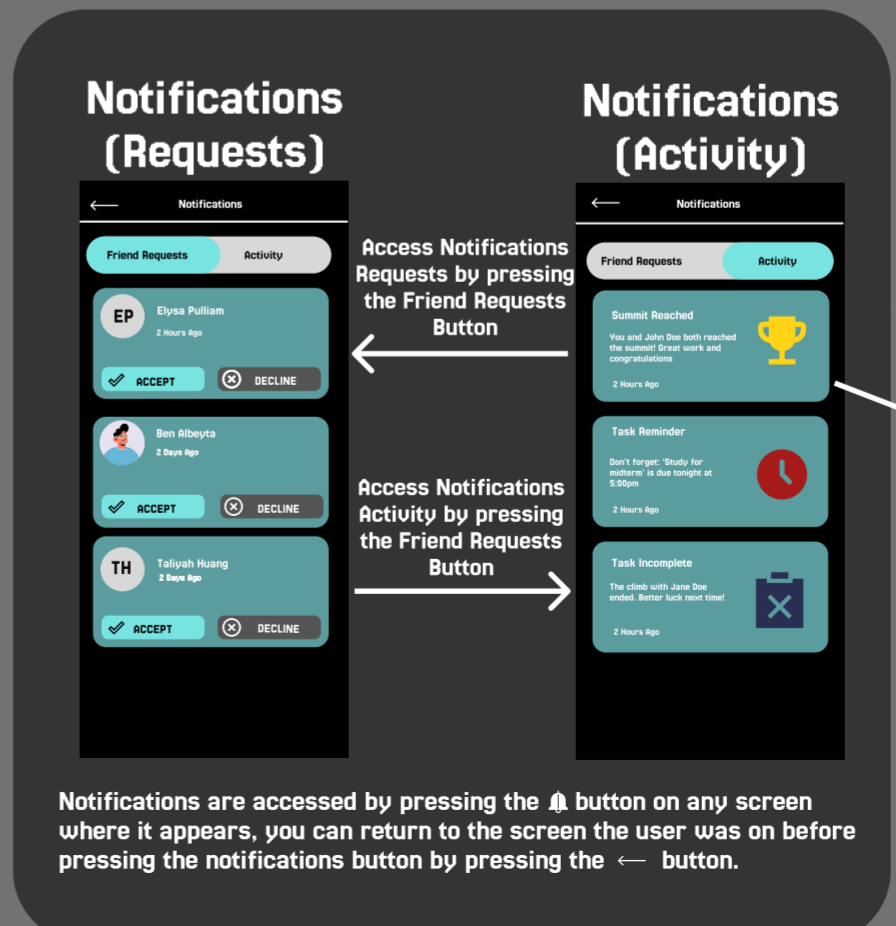 Notifications
(Requests)
Notifications
Friend Requests
Activity
EP
Elysa Pulliam
2 Hours Ago
ACCEPT
DECLINE
Ben Albeyta
2 Days Ago
ACCEPT
DECLINE
TH
Taliyah Huang
2 Days Ago
ACCEPT
DECLINE
Access Notifications
Requests by pressing
the Friend Requests
Button
Access Notifications
Activity by pressing
the Friend Requests
Button
Notifications
(Activity)
Notifications
Friend Requests
Activity
Summit Reached
You and John Doe both reached
the summit! Great work and
congratulations
2 Hours Ago
Task Reminder
Don't forget: 'Study for
midterm' is due tonight at
5:00pm
2 Hours Ago
Task Incomplete
The climb with Jane Doe
ended. Better luck next time!
2 Hours Ago
Notifications are accessed by pressing the button on any screen
where it appears, you can return to the screen the user was on before
pressing the notifications button by pressing the ← button.